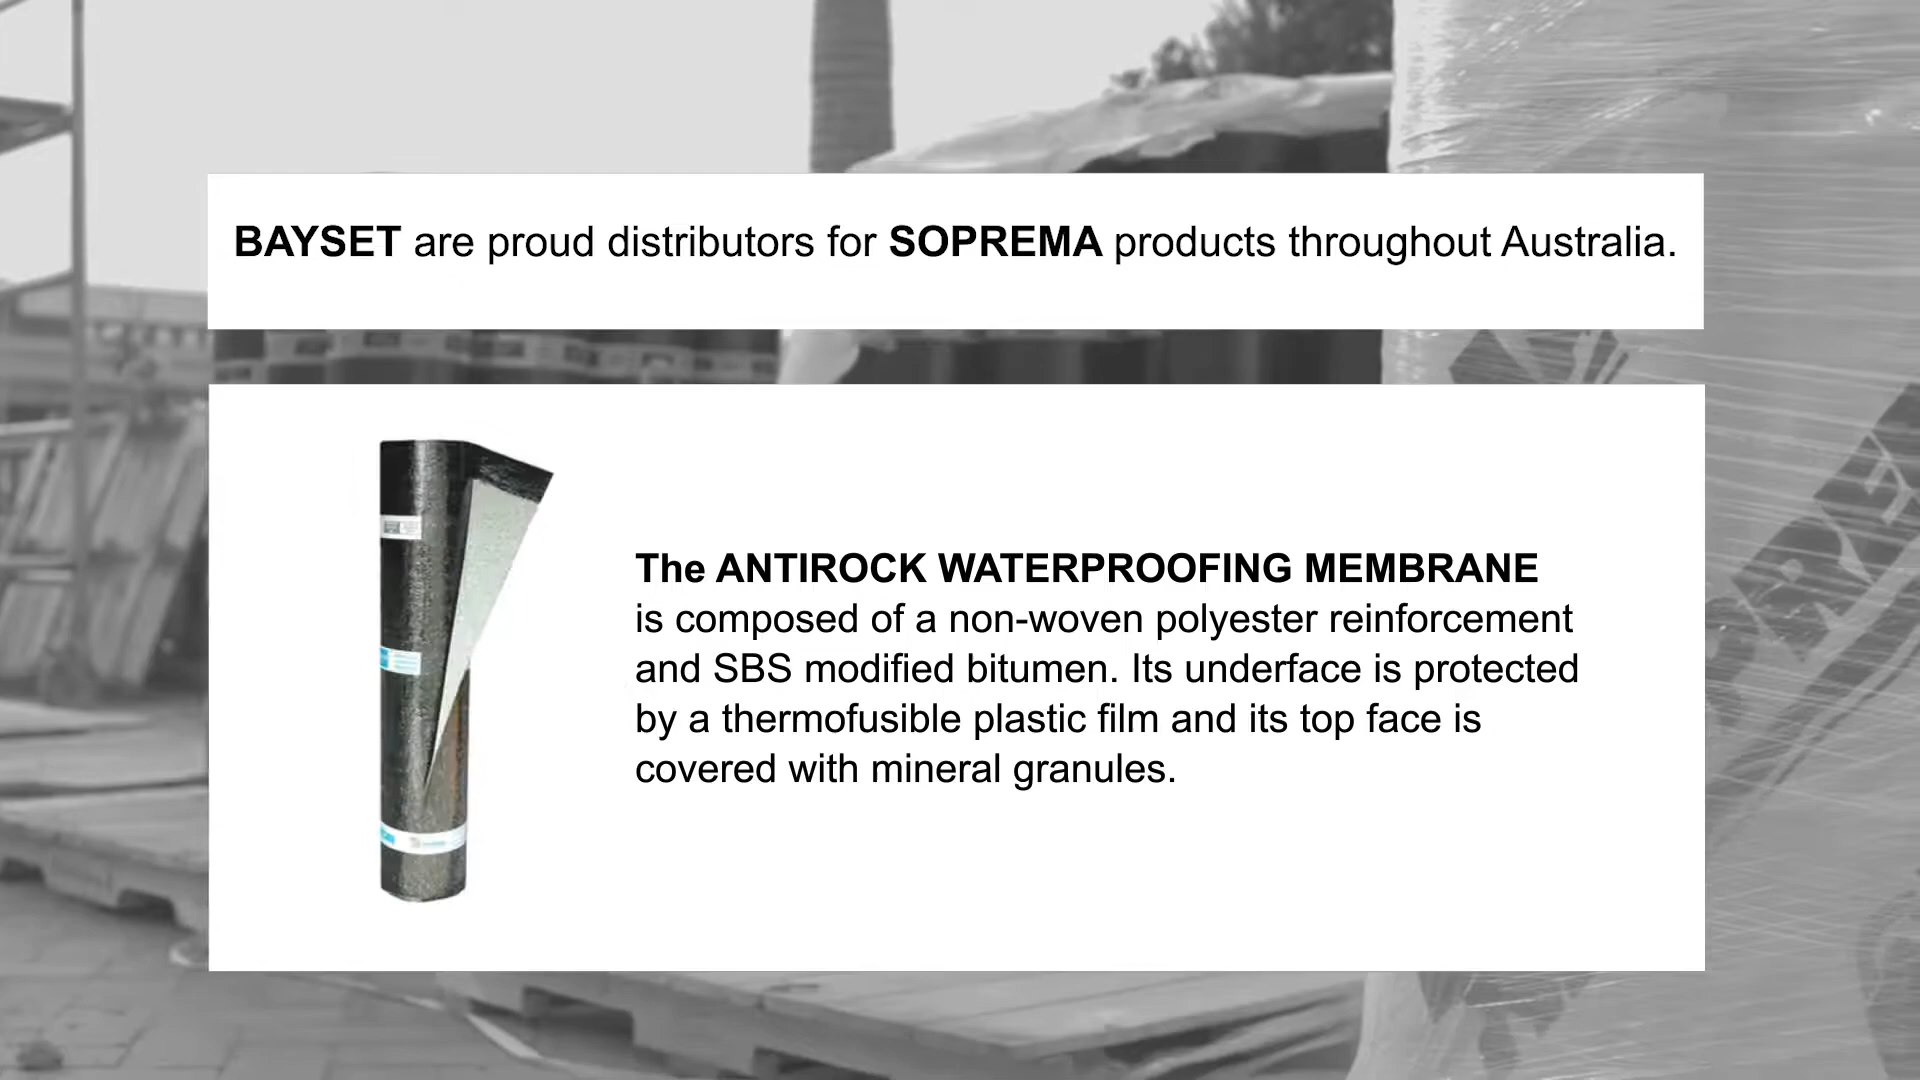 BAYSET are proud distributors for SOPREMA products throughout Australia.
The ANTIROCK WATERPROOFING MEMBRANE
is composed of a non-woven polyester reinforcement
and SBS modified bitumen. Its underface is protected
by a thermofusible plastic film and its top face is
covered with mineral granules.